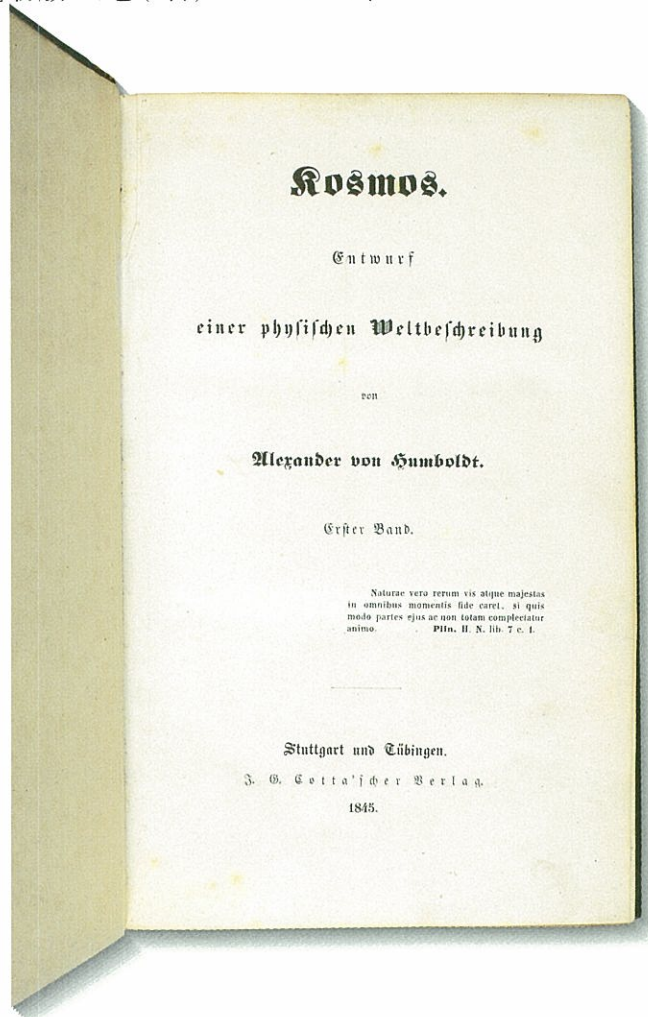 Kosmos.
Entwurf
einer physischen Weltbeschreibung
von
Alexander von Humboldt.
Erster Band.
Naturae vero rerum vis atque majestas
in omnibus momentis fide caret, si quis
modo partes ejus ac non totam complectatur
animo. Plin. H. N. lib. 7 c. 1.
Stuttgart und Tübingen.
J. G. Cotta'scher Verlag.
1845.